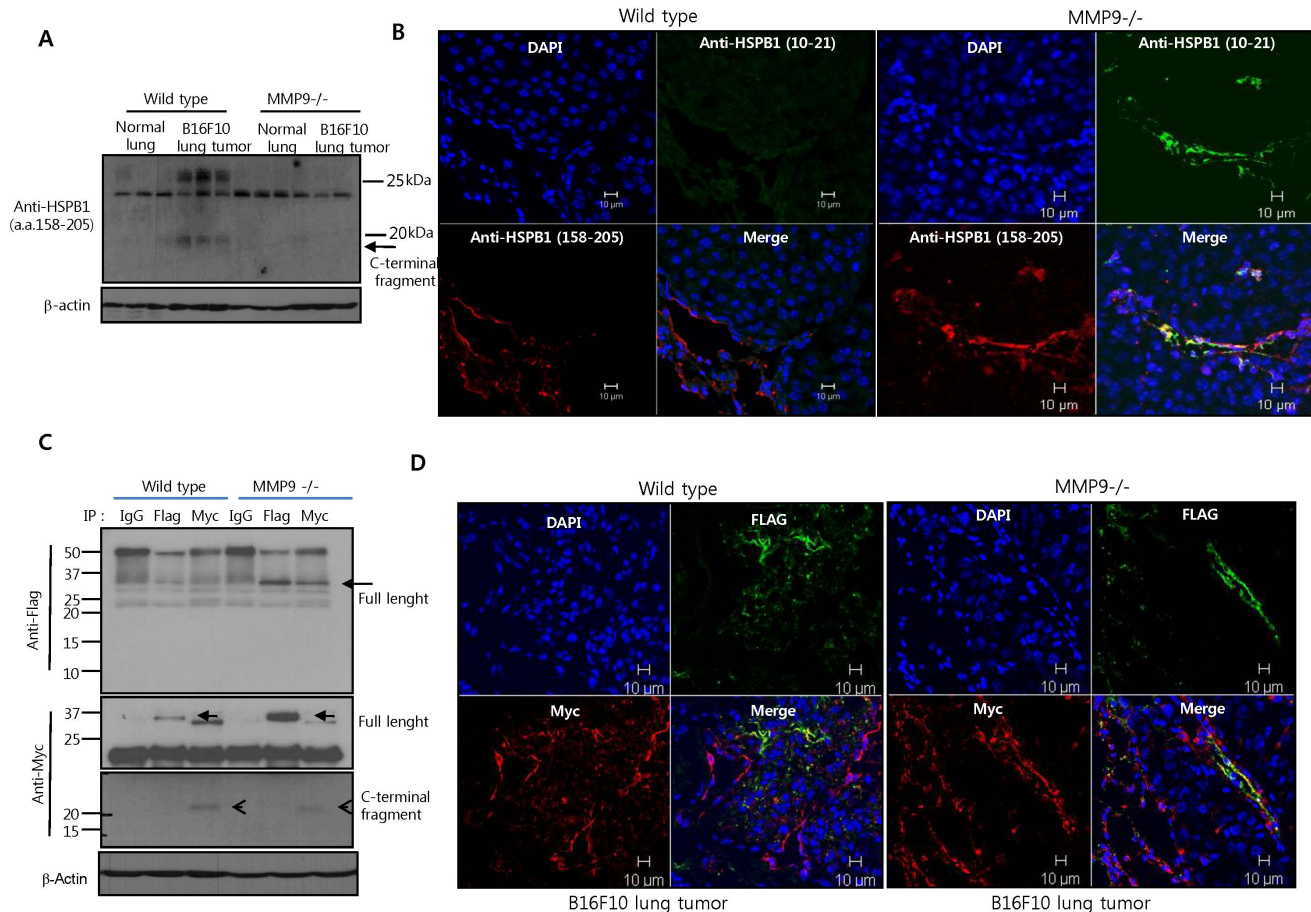 A
Wild type
MMP9-/-
Normal lung
B16F10 lung tumor
Normal lung
B16F10 lung tumor
Anti-HSPB1
(a.a.158-205)
25kDa
20kDa
C-terminal
fragment
β-actin
B
Wild type
MMP9-/-
DAPI
Anti-HSPB1 (10-21)
DAPI
Anti-HSPB1 (10-21)
10 µm
10 µm
10 µm
10 µm
Anti-HSPB1 (158-205)
Merge
Anti-HSPB1 (158-205)
Merge
10 µm
10 µm
10 µm
10 µm
C
Wild type
MMP9 -/-
IP : IgG Flag Myc IgG Flag Myc
Anti-Flag
50
37
25
20
15
10
Full lenght
Anti-Myc
37
25
Full lenght
20
15
C-terminal
fragment
β-Actin
D
Wild type
MMP9-/-
DAPI
FLAG
DAPI
FLAG
10 µm
10 µm
10 µm
10 µm
Myc
Merge
Myc
Merge
10 µm
10 µm
10 µm
10 µm
B16F10 lung tumor
B16F10 lung tumor